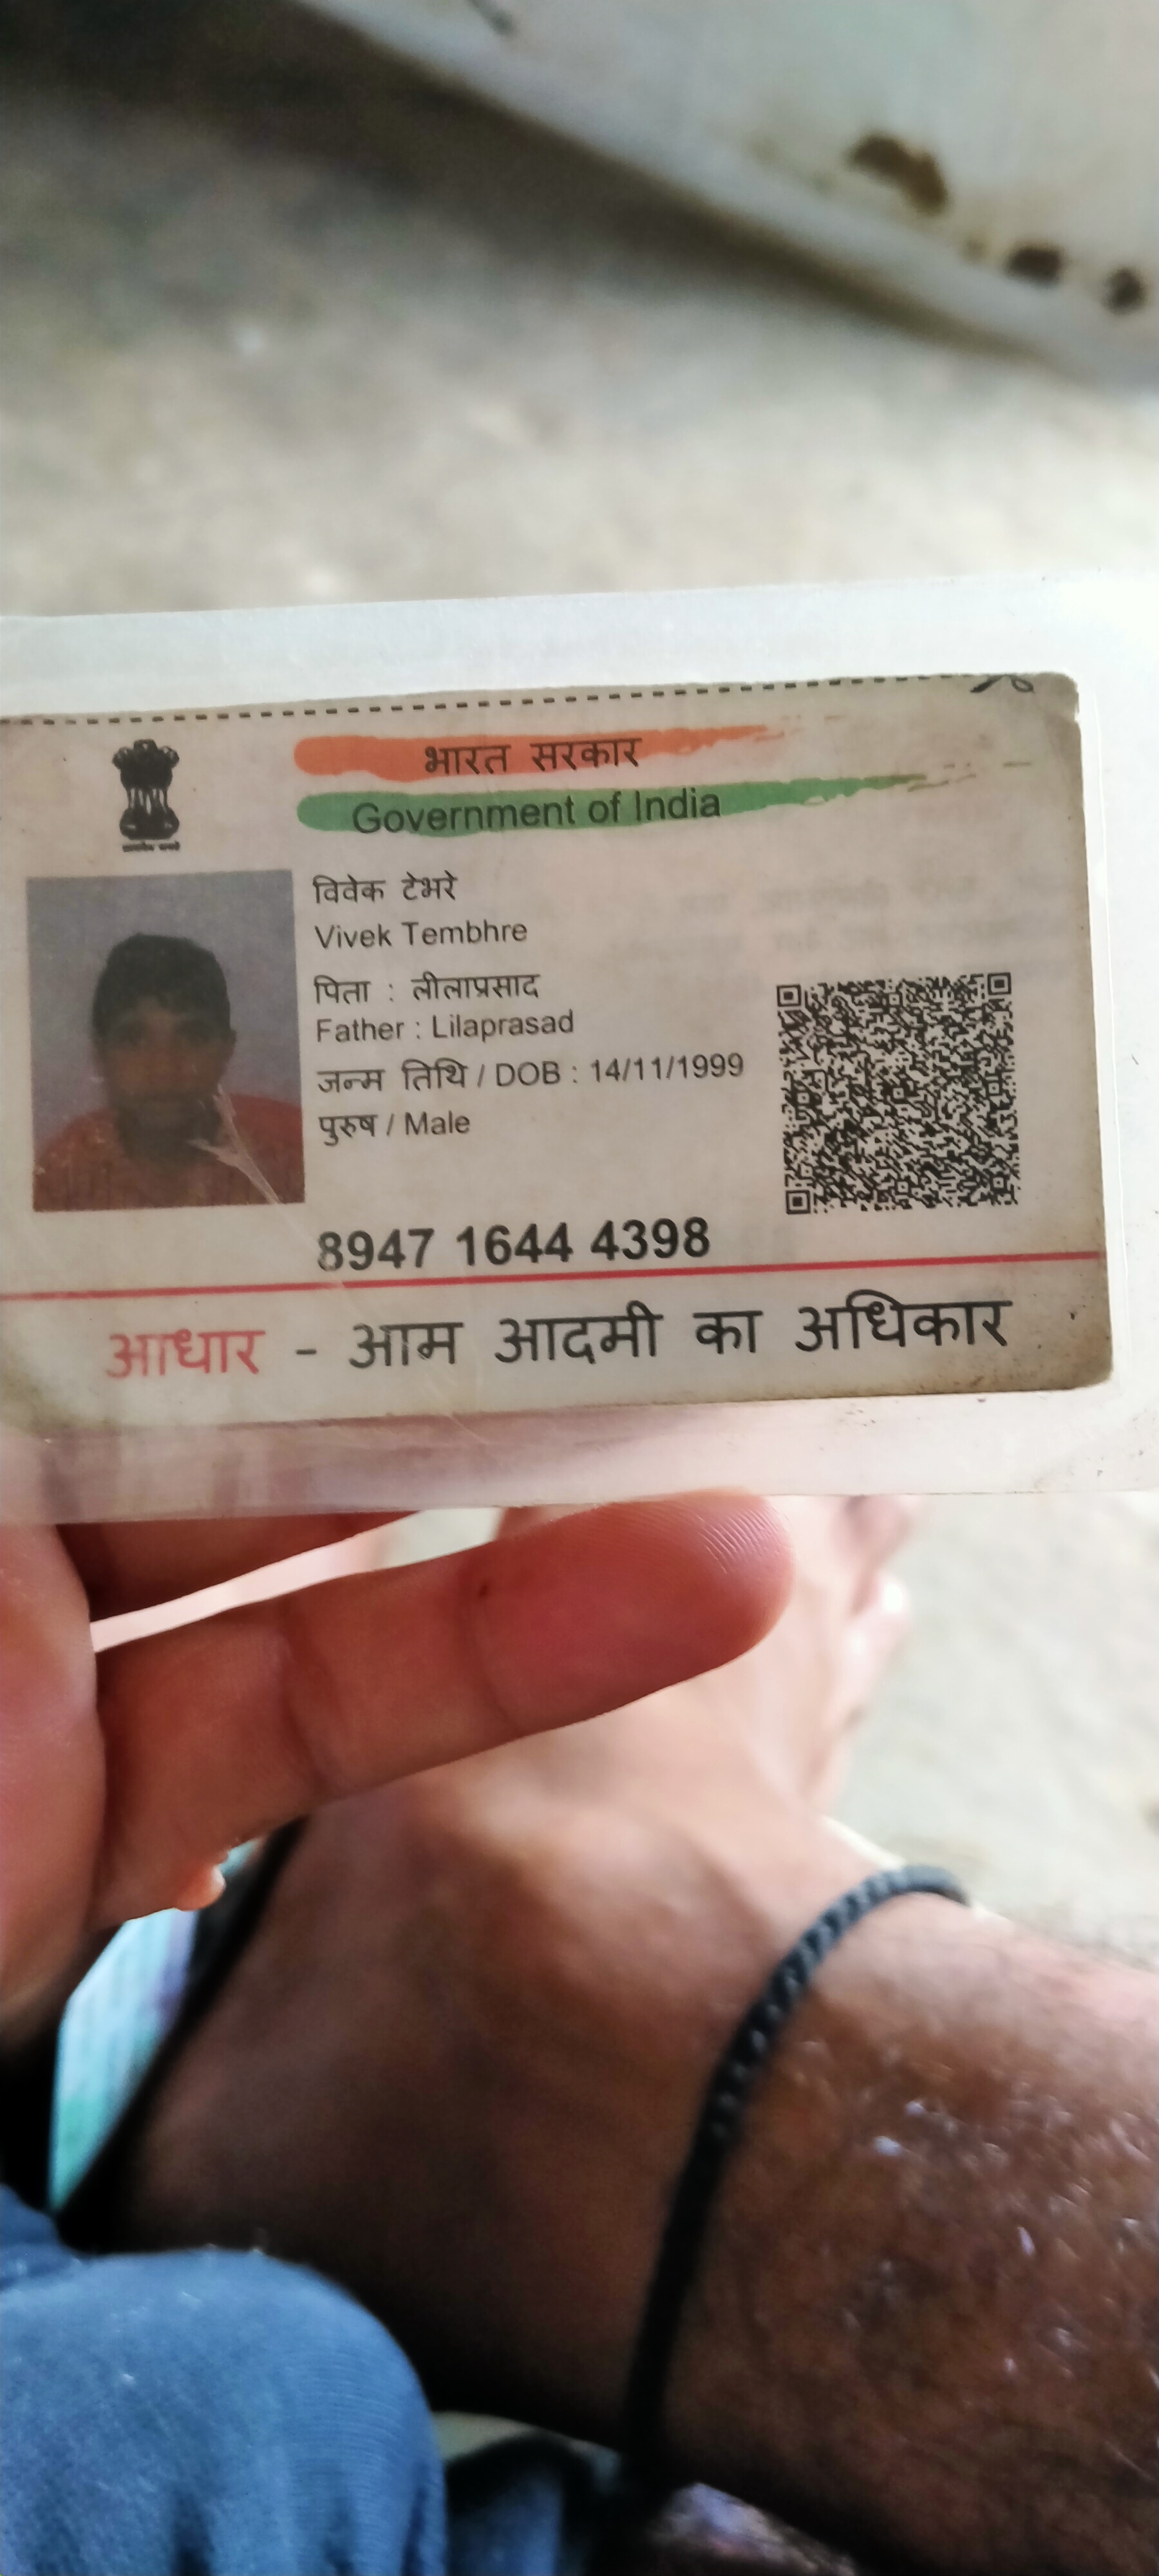 भारत सरकार
Government of India
विवेक टेभरे
Vivek Tembhre
पिता : लीलाप्रसाद
Father : Lilaprasad
जन्म तिथि / DOB : 14/11/1999
पुरुष / Male
8947 1644 4398
आधार - आम आदमी का अधिकार